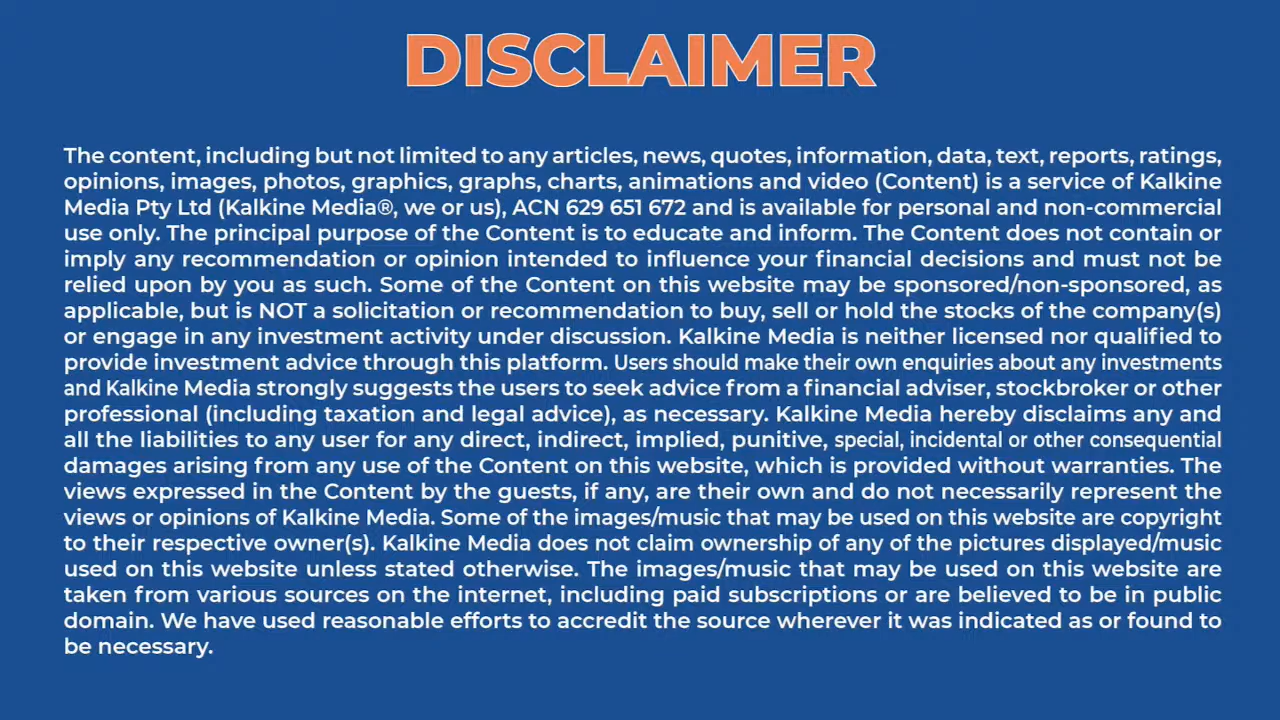 DISCLAIMER
The content, including but not limited to any articles, news, quotes, information, data, text, reports, ratings,
opinions, images, photos, graphics, graphs, charts, animations and video (Content) is a service of Kalkine
Media Pty Ltd (Kalkine Media®, we or us), ACN 629 651 672 and is available for personal and non-commercial
use only. The principal purpose of the Content is to educate and inform. The Content does not contain or
imply any recommendation or opinion intended to influence your financial decisions and must not be
relied upon by you as such. Some of the Content on this website may be sponsored/non-sponsored, as
applicable, but is NOT a solicitation or recommendation to buy, sell or hold the stocks of the company(s)
or engage in any investment activity under discussion. Kalkine Media is neither licensed nor qualified to
provide investment advice through this platform. Users should make their own enquiries about any investments
and Kalkine Media strongly suggests the users to seek advice from a financial adviser, stockbroker or other
professional (including taxation and legal advice), as necessary. Kalkine Media hereby disclaims any and
all the liabilities to any user for any direct, indirect, implied, punitive, special, incidental or other consequential
damages arising from any use of the Content on this website, which is provided without warranties. The
views expressed in the Content by the guests, if any, are their own and do not necessarily represent the
views or opinions of Kalkine Media. Some of the images/music that may be used on this website are copyright
to their respective owner(s). Kalkine Media does not claim ownership of any of the pictures displayed/music
used on this website unless stated otherwise. The images/music that may be used on this website are
taken from various sources on the internet, including paid subscriptions or are believed to be in public
domain. We have used reasonable efforts to accredit the source wherever it was indicated as or found to
be necessary.